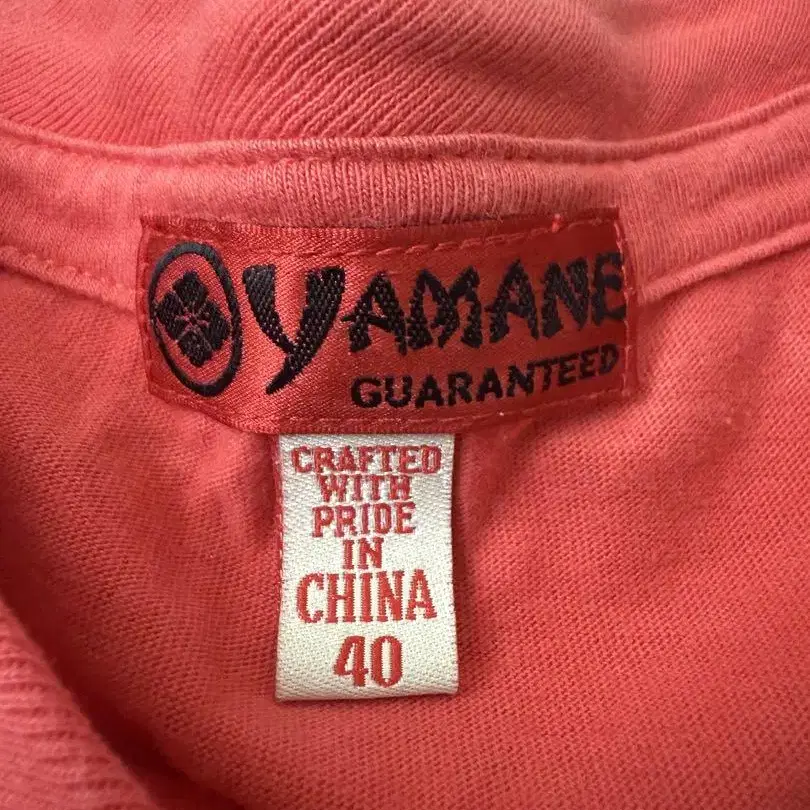 YAMANE
GUARANTEED
CRAFTED
WITH
PRIDE
IN
CHINA
40